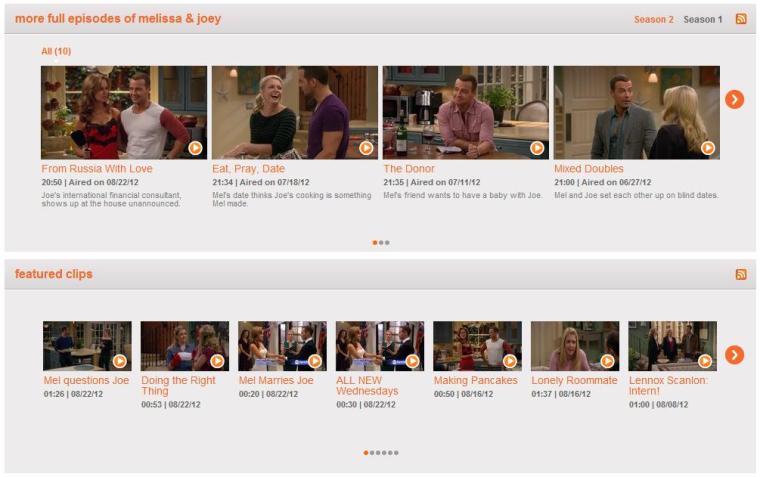 more full episodes of melissa & joey
Season 2 Season 1
All (10)
From Russia With Love
20:50 | Aired on 08/22/12
Joe's international financial consultant,
shows up at the house unannounced.
Eat, Pray, Date
21:34 | Aired on 07/18/12
Mel's date thinks Joe's cooking is something
Mel made.
The Donor
21:35 | Aired on 07/11/12
Mel's friend wants to have a baby with Joe.
Mixed Doubles
21:00 | Aired on 06/27/12
Mel and Joe set each other up on blind dates.
featured clips
Mel questions Joe
01:26 | 08/22/12
Doing the Right
Thing
00:53 | 08/22/12
Mel Marries Joe
00:20 | 08/22/12
ALL NEW
Wednesdays
00:30 | 08/22/12
Making Pancakes
00:50 | 08/16/12
Lonely Roommate
01:37 | 08/16/12
Lennox Scanlon:
Intern!
01:00 | 08/08/12